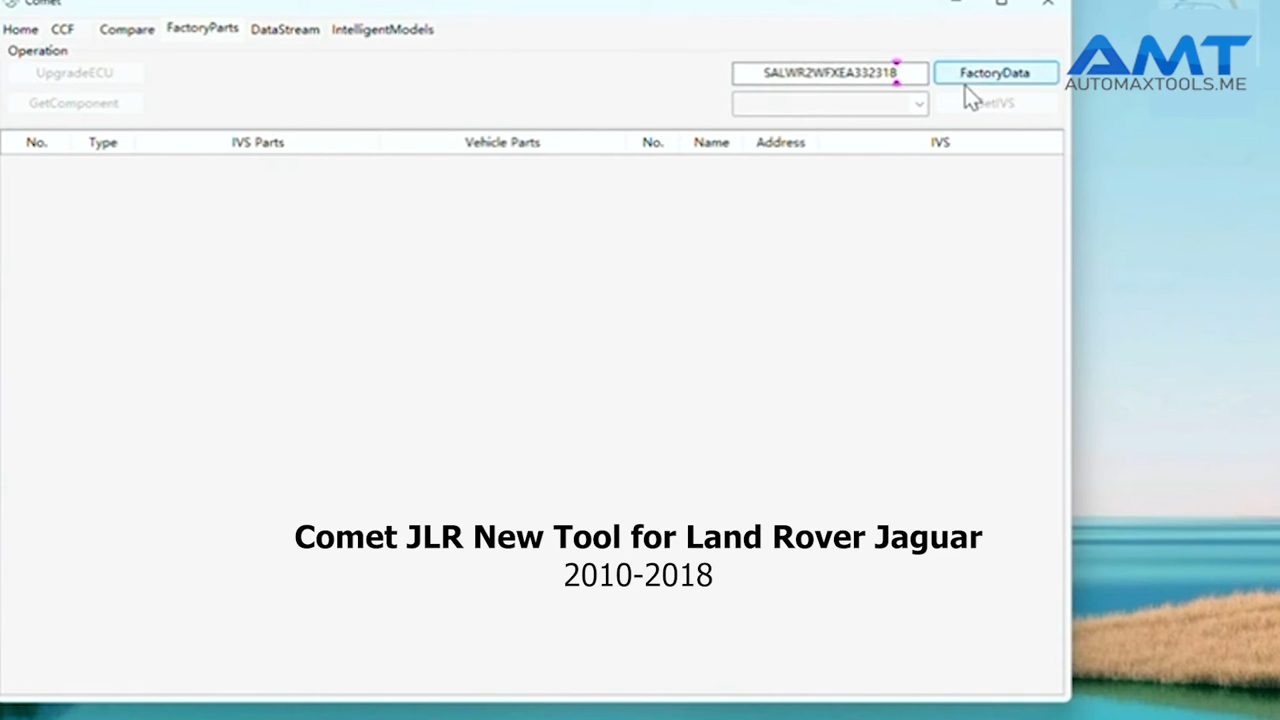 Comet
Home CCF Compare FactoryParts DataStream IntelligentModels
Operation
UpgradeECU SALWR2WFXEA332318 FactoryData
GetComponent
No. Type IVS Parts Vehicle Parts No. Name Address IVS
AMT
AUTOMAXTOOLS.ME
Comet JLR New Tool for Land Rover Jaguar
2010-2018